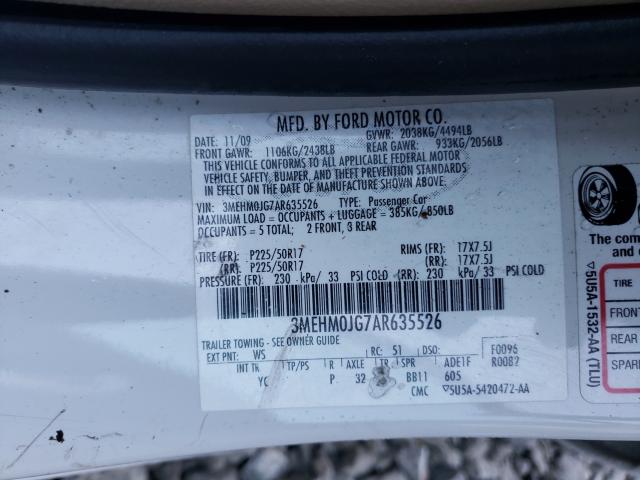 MFD. BY FORD MOTOR CO.
DATE: 11/09 GVWR: 2038KG/4494LB
FRONT GAWR: 1106KG/2438LB REAR GAWR: 933KG/2056LB
THIS VEHICLE CONFORMS TO ALL APPLICABLE FEDERAL MOTOR
VEHICLE SAFETY, BUMPER, AND THEFT PREVENTION STANDARDS
IN EFFECT ON THE DATE OF MANUFACTURE SHOWN ABOVE.
VIN: 3MEHM0JG7AR635526 TYPE: Passenger Car
MAXIMUM LOAD = OCCUPANTS + LUGGAGE = 385KG/850LB
OCCUPANTS = 5 TOTAL; 2 FRONT, 3 REAR
TIRE (FR): P225/50R17 RIMS (FR): 17X7.5J
(RR): P225/50R17 (RR): 17X7.5J
PRESSURE (FR): 230 kPa/ 33 PSI COLD (RR): 230 kPa/ 33 PSI COLD
3MEHM0JG7AR635526
TRAILER TOWING - SEE OWNER GUIDE
EXT PNT: WS RC: 51 DSO: F0096
INT TR TP/PS R AXLE TR SPR ADE1F R0082
YC P 32 BB11 605
CMC ▽5U5A-5420472-AA
The com
and
▽5U5A-1532-AA (TLU)
TIRE
FRONT
REAR
SPARE